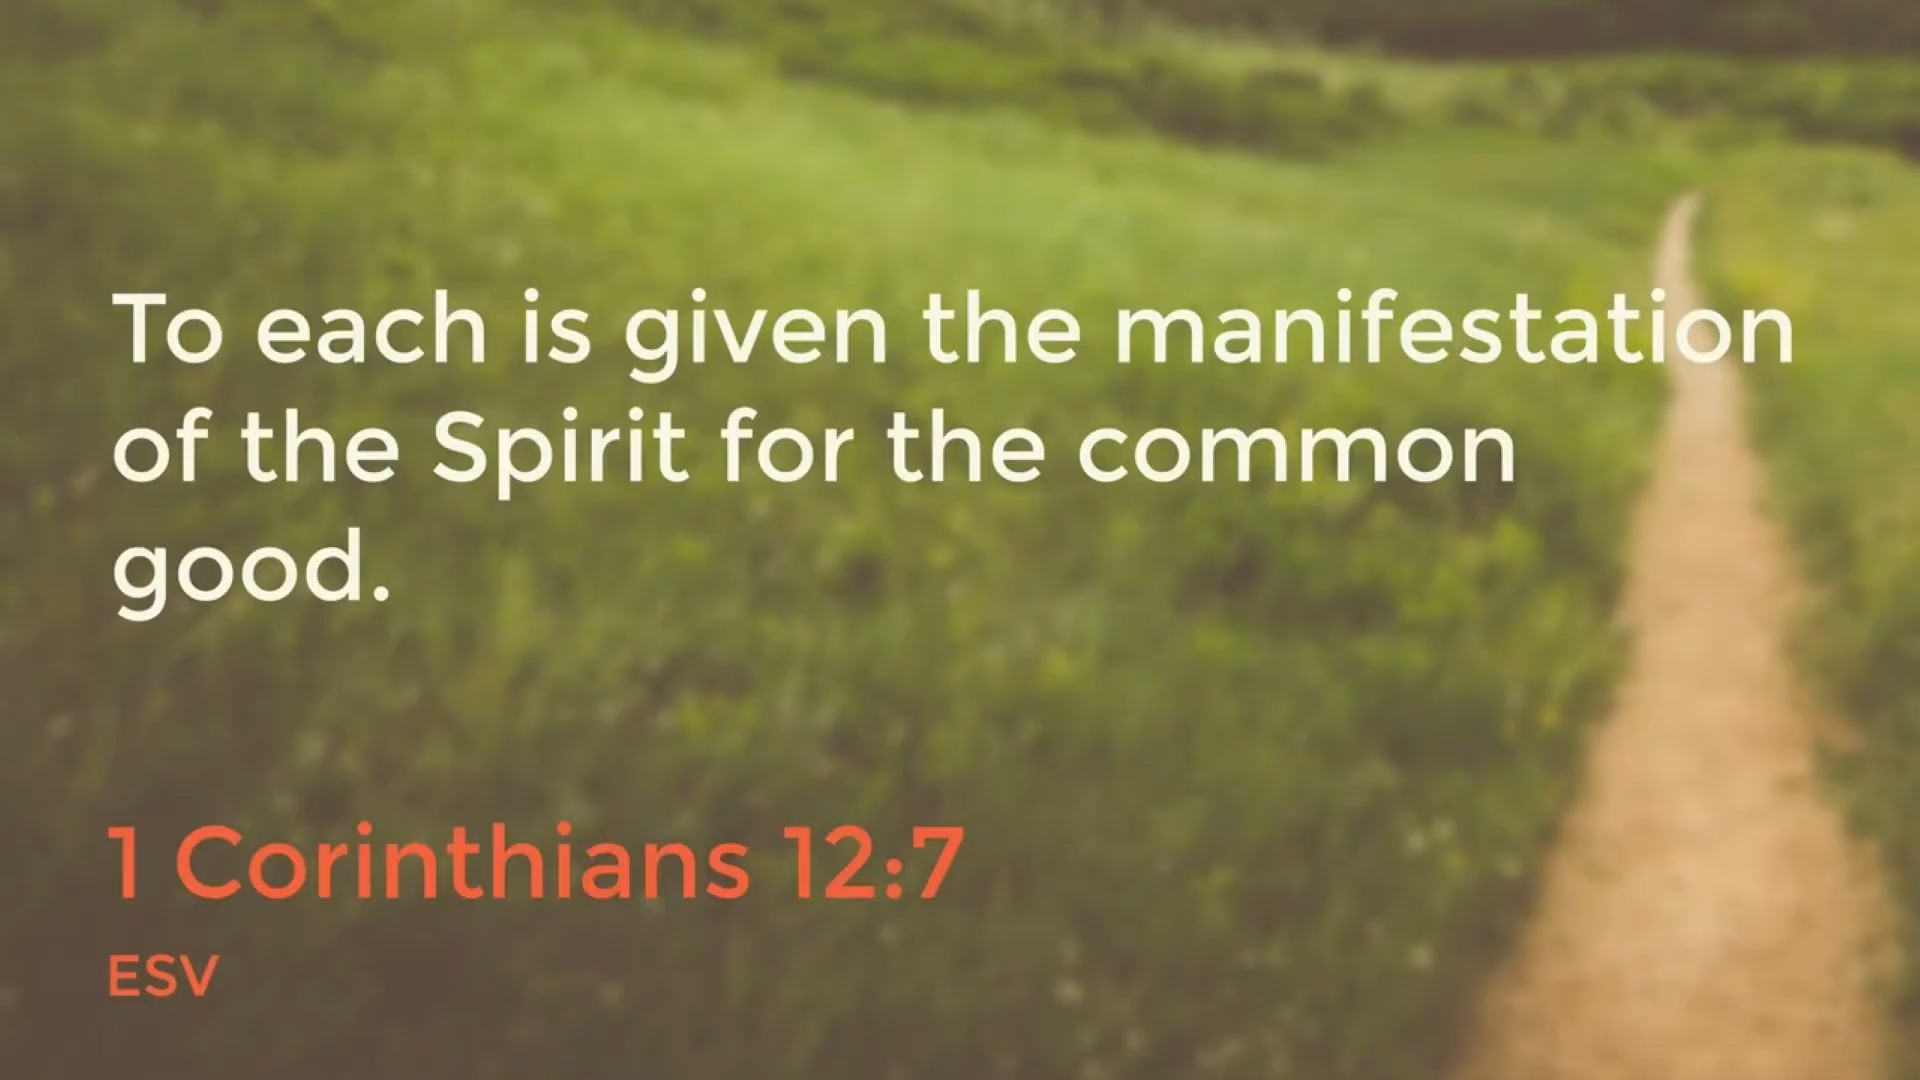 To each is given the manifestation
of the Spirit for the common
good.
1 Corinthians 12:7
ESV